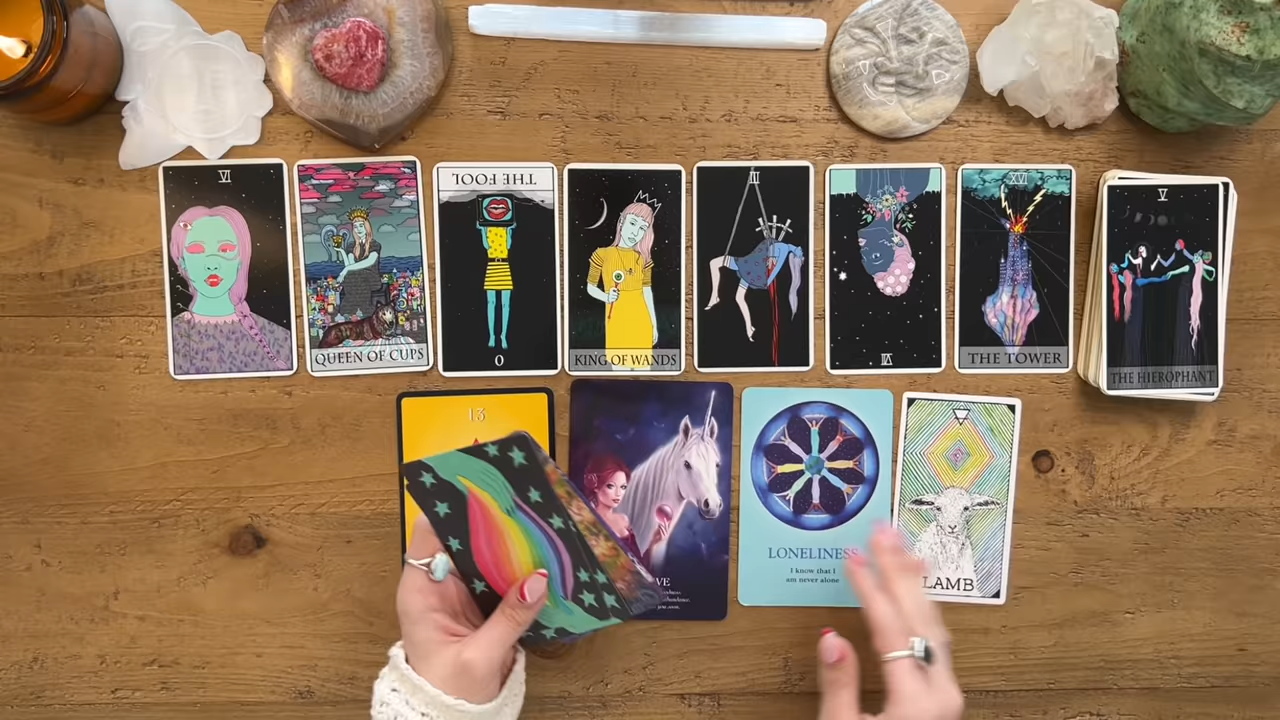 VI
QUEEN OF CUPS
THE FOOL
0
KING OF WANDS
III
XVI
THE TOWER
V
THE HIEROPHANT
13
LONELINESS
I know that I
am never alone
LAMB